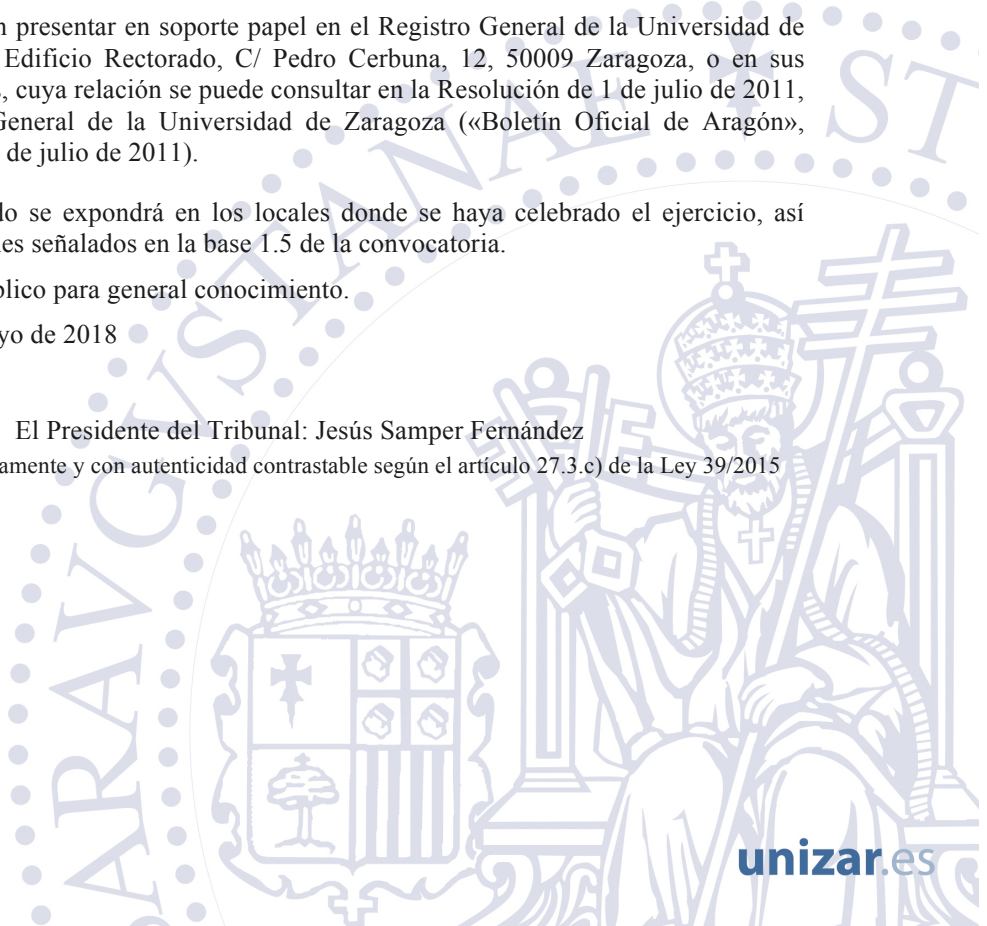 n presentar en soporte papel en el Registro General de la Universidad de
Edificio Rectorado, C/ Pedro Cerbuna, 12, 50009 Zaragoza, o en sus
s, cuya relación se puede consultar en la Resolución de 1 de julio de 2011,
General de la Universidad de Zaragoza («Boletín Oficial de Aragón»,
de julio de 2011).
do se expondrá en los locales donde se haya celebrado el ejercicio, así
les señalados en la base 1.5 de la convocatoria.
blico para general conocimiento.
yo de 2018
El Presidente del Tribunal: Jesús Samper Fernández
amente y con autenticidad contrastable según el artículo 27.3.c) de la Ley 39/2015
ARAVGVSTANAE ST
unizar.es